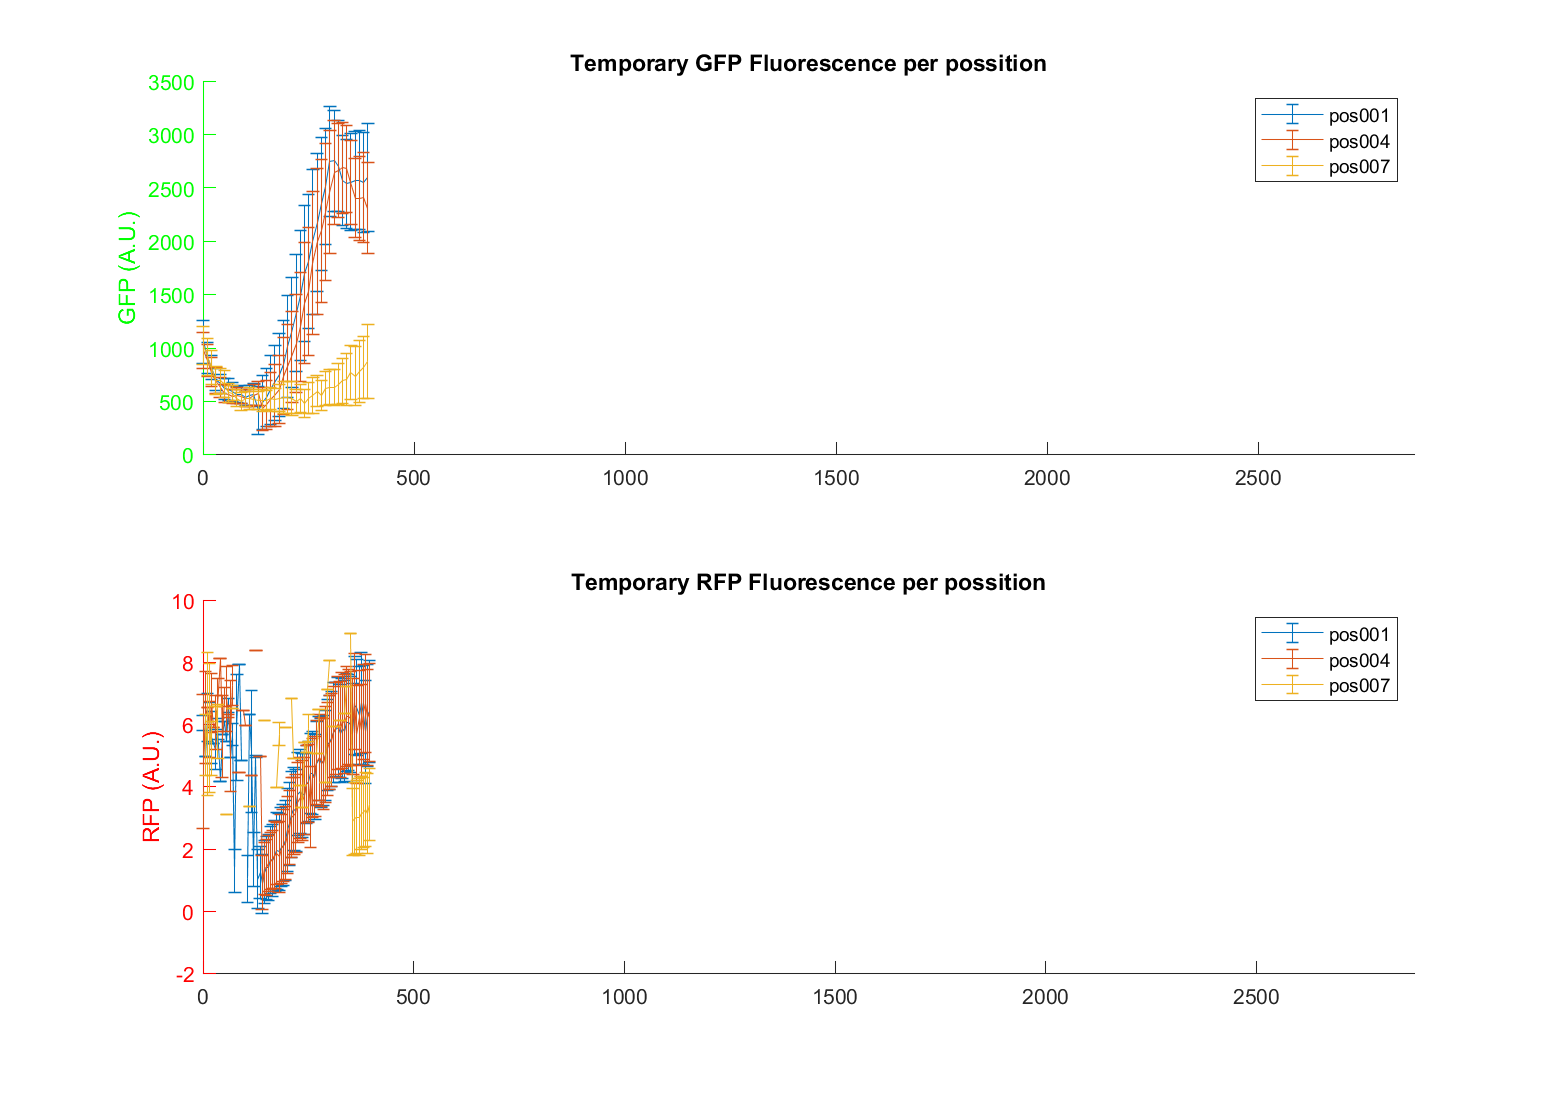 Temporary GFP Fluorescence per possition
3500
3000
2500
2000
1500
1000
500
0
GFP (A.U.)
0 500 1000 1500 2000 2500
pos001
pos004
pos007
Temporary RFP Fluorescence per possition
10
8
6
4
2
0
-2
RFP (A.U.)
0 500 1000 1500 2000 2500
pos001
pos004
pos007